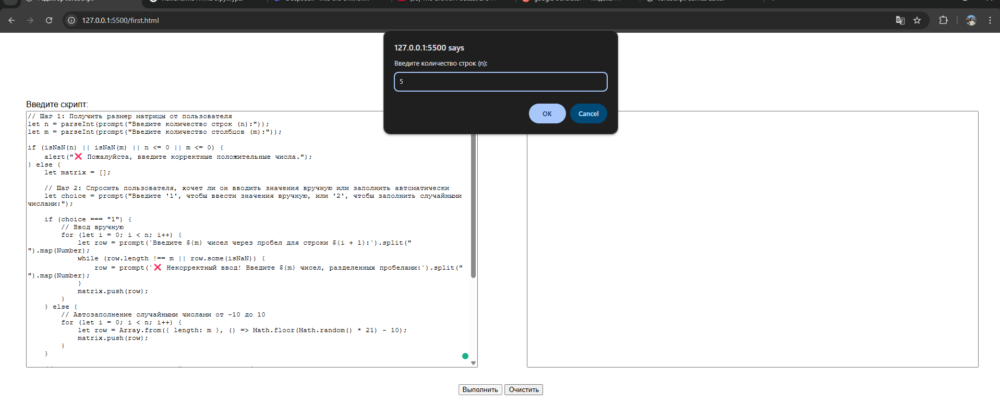 127.0.0.1:5500/first.html
127.0.0.1:5500 says
Введите количество строк (n):
5
OK
Cancel
Введите скрипт:
// Шаг 1: Получить размер матрицы от пользователя
let n = parseInt(prompt("Введите количество строк (n):"));
let m = parseInt(prompt("Введите количество столбцов (m):"));
if (isNaN(n) || isNaN(m) || n <= 0 || m <= 0) {
alert("❌ Пожалуйста, введите корректные положительные числа.");
} else {
let matrix = [];
// Шаг 2: Спросить пользователя, хочет ли он вводить значения вручную или заполнить автоматически
let choice = prompt("Введите '1', чтобы ввести значения вручную, или '2', чтобы заполнить случайными
числами:");
if (choice === "1") {
// Ввод вручную
for (let i = 0; i < n; i++) {
let row = prompt(`Введите ${m} чисел через пробел для строки ${i + 1}:`).split("
").map(Number);
while (row.length !== m || row.some(isNaN)) {
row = prompt(`❌ Некорректный ввод! Введите ${m} чисел, разделенных пробелами:`).split("
").map(Number);
}
matrix.push(row);
}
} else {
// Автозаполнение случайными числами от -10 до 10
for (let i = 0; i < n; i++) {
let row = Array.from({ length: m }, () => Math.floor(Math.random() * 21) - 10);
matrix.push(row);
}
}
Выполнить
Очистить